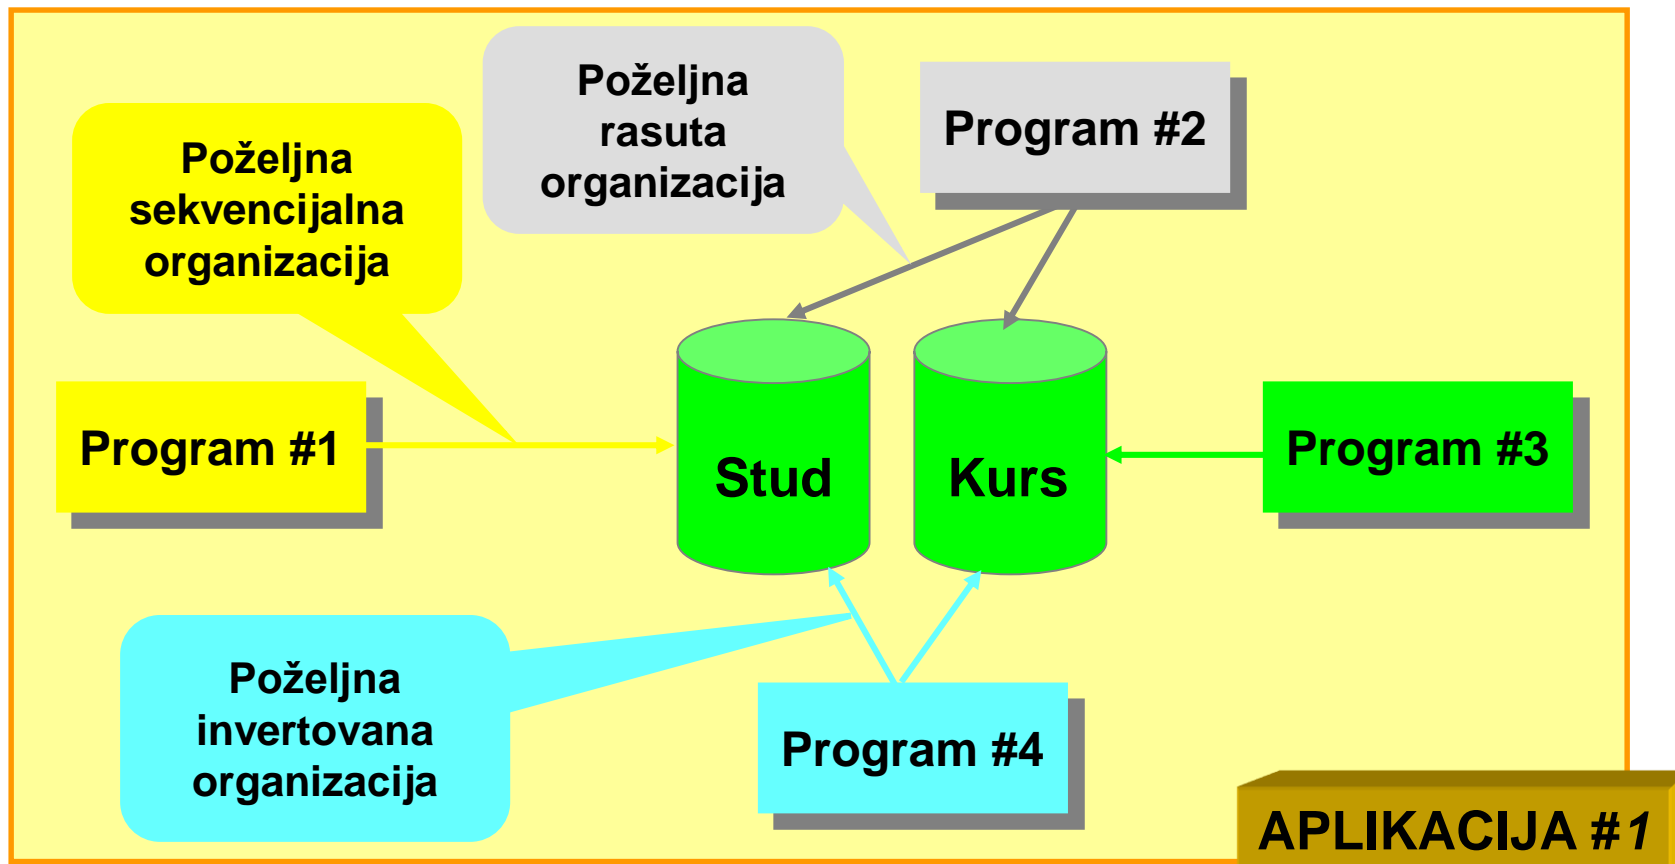 Poželjna
rasuta
organizacija
Program #2
Poželjna
sekvencijalna
organizacija
Program #1
Stud
Kurs
Program #3
Poželjna
invertovana
organizacija
Program #4
APLIKACIJA #1